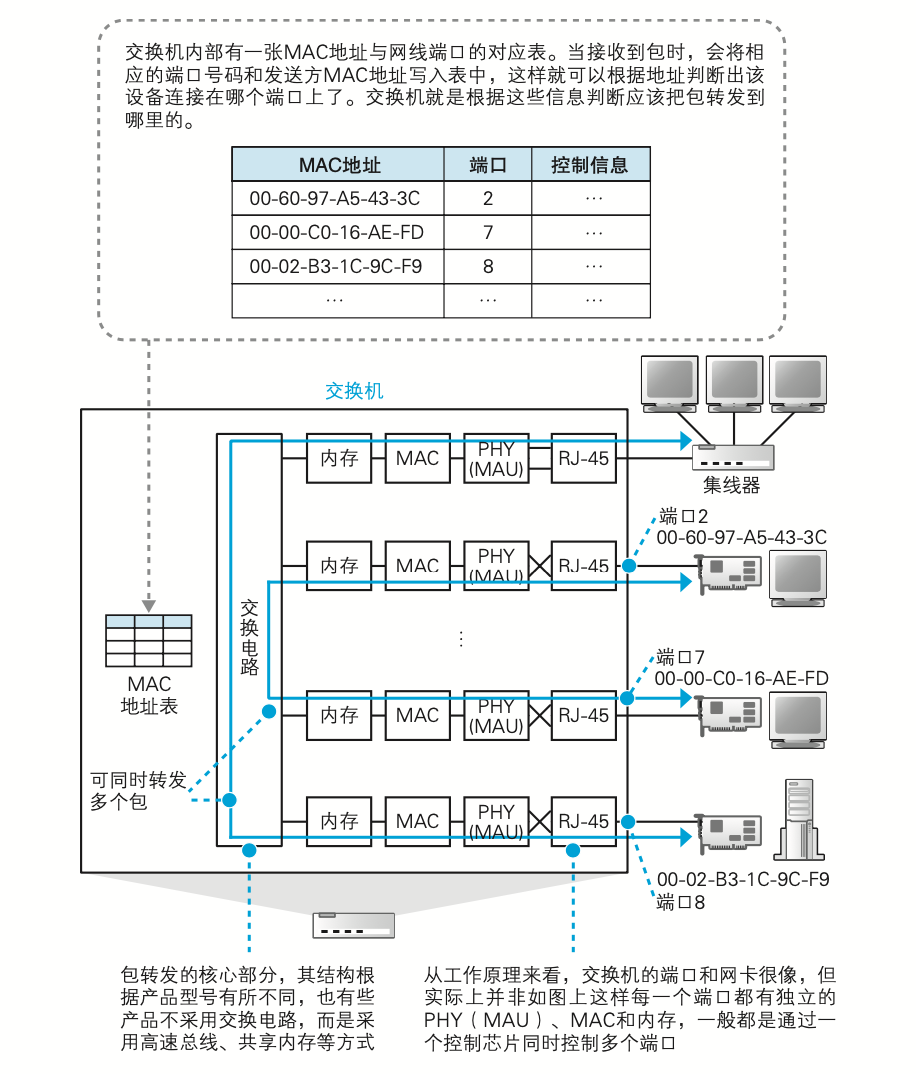 交换机内部有一张MAC地址与网线端口的对应表。当接收到包时，会将相
应的端口号码和发送方MAC地址写入表中，这样就可以根据地址判断出该
设备连接在哪个端口上了。交换机就是根据这些信息判断应该把包转发到
哪里的。
MAC地址 端口 控制信息
00-60-97-A5-43-3C 2 …
00-00-C0-16-AE-FD 7 …
00-02-B3-1C-9C-F9 8 …
… … …
交换机
内存 MAC PHY (MAU) RJ-45
集线器
端口2
00-60-97-A5-43-3C
内存 MAC PHY (MAU) RJ-45
交换电路
⋮
MAC
地址表
端口7
00-00-C0-16-AE-FD
内存 MAC PHY (MAU) RJ-45
可同时转发
多个包
内存 MAC PHY (MAU) RJ-45
00-02-B3-1C-9C-F9
端口8
包转发的核心部分，其结构根
据产品型号有所不同，也有些
产品不采用交换电路，而是采
用高速总线、共享内存等方式
从工作原理来看，交换机的端口和网卡很像，但
实际上并非如图上这样每一个端口都有独立的
PHY（MAU）、MAC和内存，一般都是通过一
个控制芯片同时控制多个端口